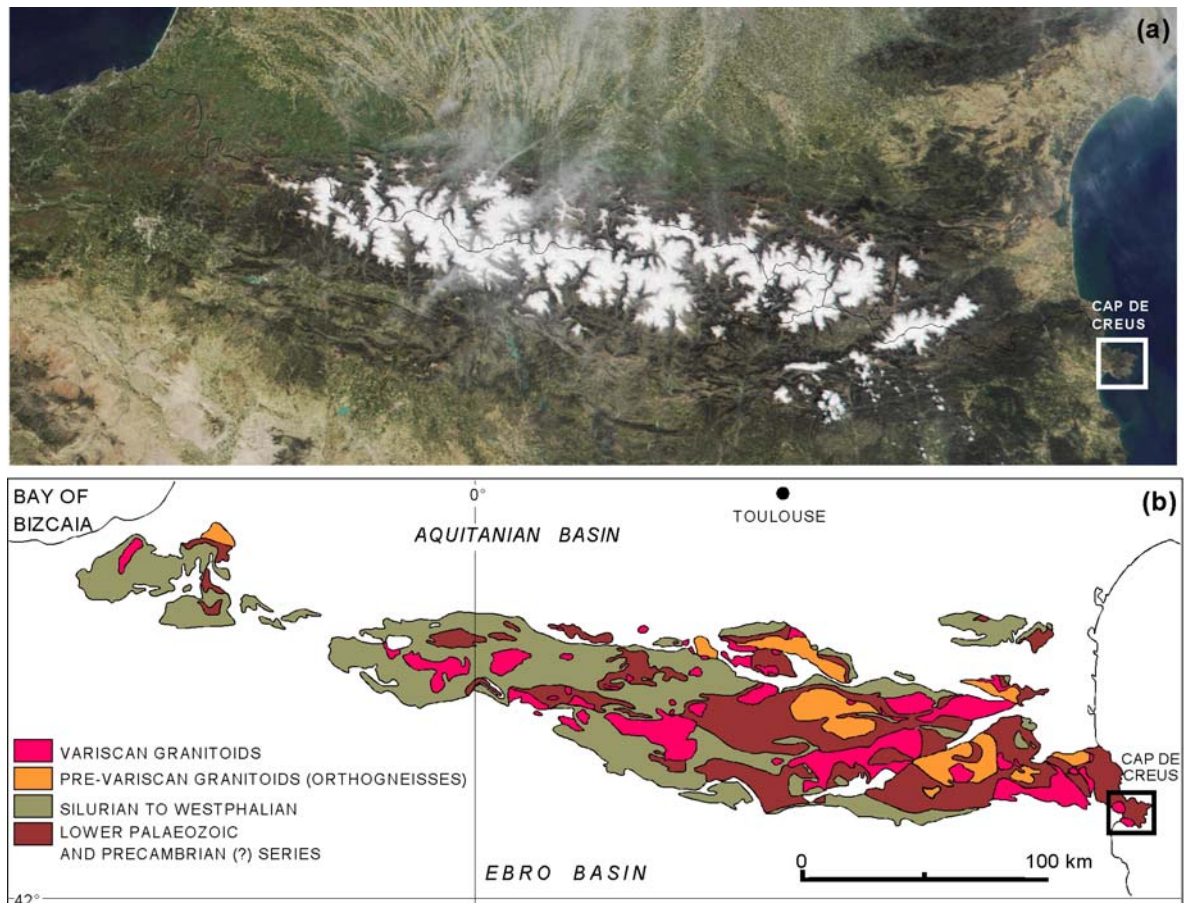 (a)
CAP DE
CREUS
BAY OF
BIZCAIA
0°
(b)
TOULOUSE
AQUITANIAN BASIN
CAP DE
CREUS
VARISCAN GRANITOIDS
PRE-VARISCAN GRANITOIDS (ORTHOGNEISSES)
SILURIAN TO WESTPHALIAN
LOWER PALAEOZOIC
AND PRECAMBRIAN (?) SERIES
0
100 km
EBRO BASIN
42°